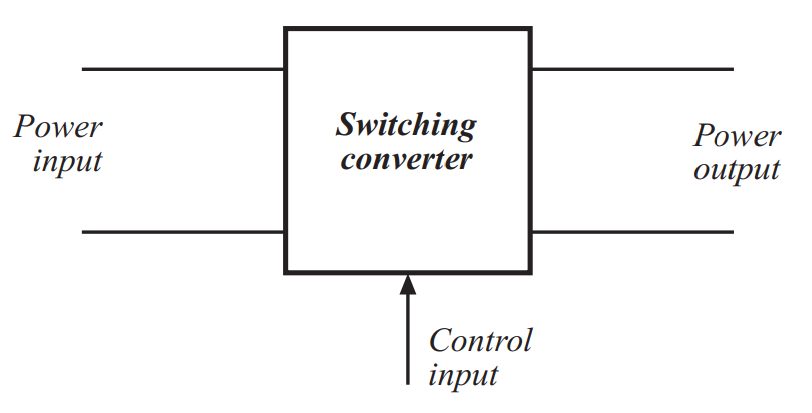 Power
input
Switching
converter
Power
output
Control
input